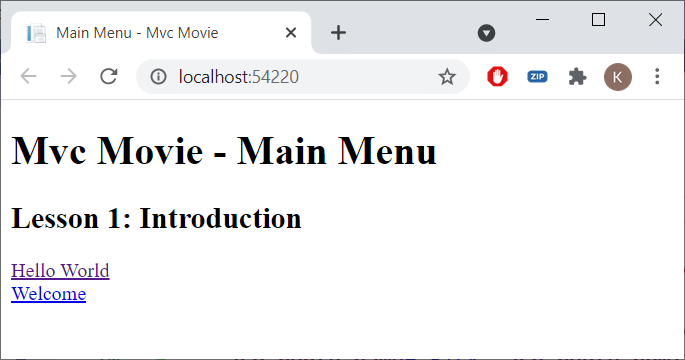 Main Menu - Mvc Movie
localhost:54220
ZIP
K
Mvc Movie - Main Menu
Lesson 1: Introduction
Hello World
Welcome